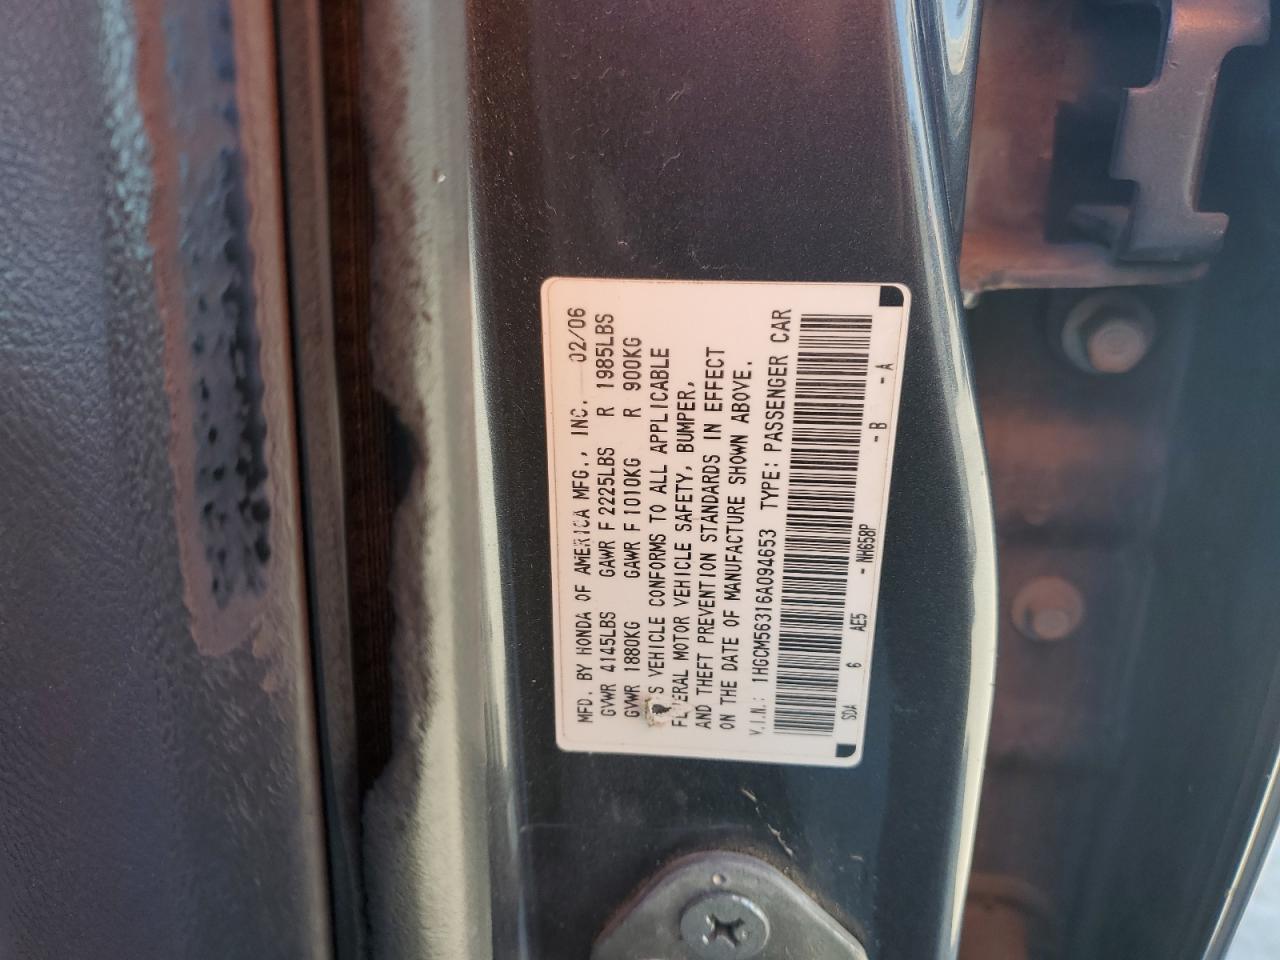 MFD. BY HONDA OF AMERICA MFG., INC. 02/06
GVWR 4145LBS GAWR F 2225LBS R 1985LBS
GVWR 1880KG GAWR F 1010KG R 900KG
S VEHICLE CONFORMS TO ALL APPLICABLE
FEDERAL MOTOR VEHICLE SAFETY, BUMPER,
AND THEFT PREVENTION STANDARDS IN EFFECT
ON THE DATE OF MANUFACTURE SHOWN ABOVE.
V.I.N.: 1HGCM56316A094653 TYPE: PASSENGER CAR
SDA 6 AE5 - NH658P - B - A